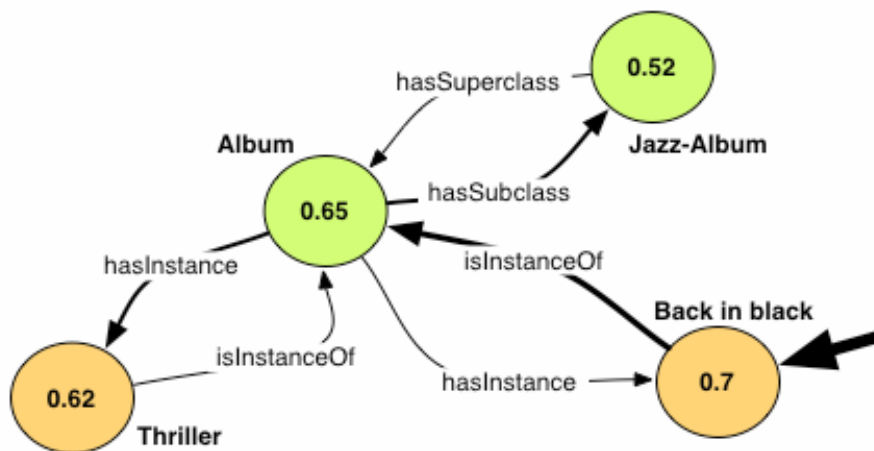 0.52
hasSuperclass
Album
Jazz-Album
hasSubclass
0.65
isInstanceOf
hasInstance
Back in black
isInstanceOf
hasInstance
0.7
0.62
Thriller